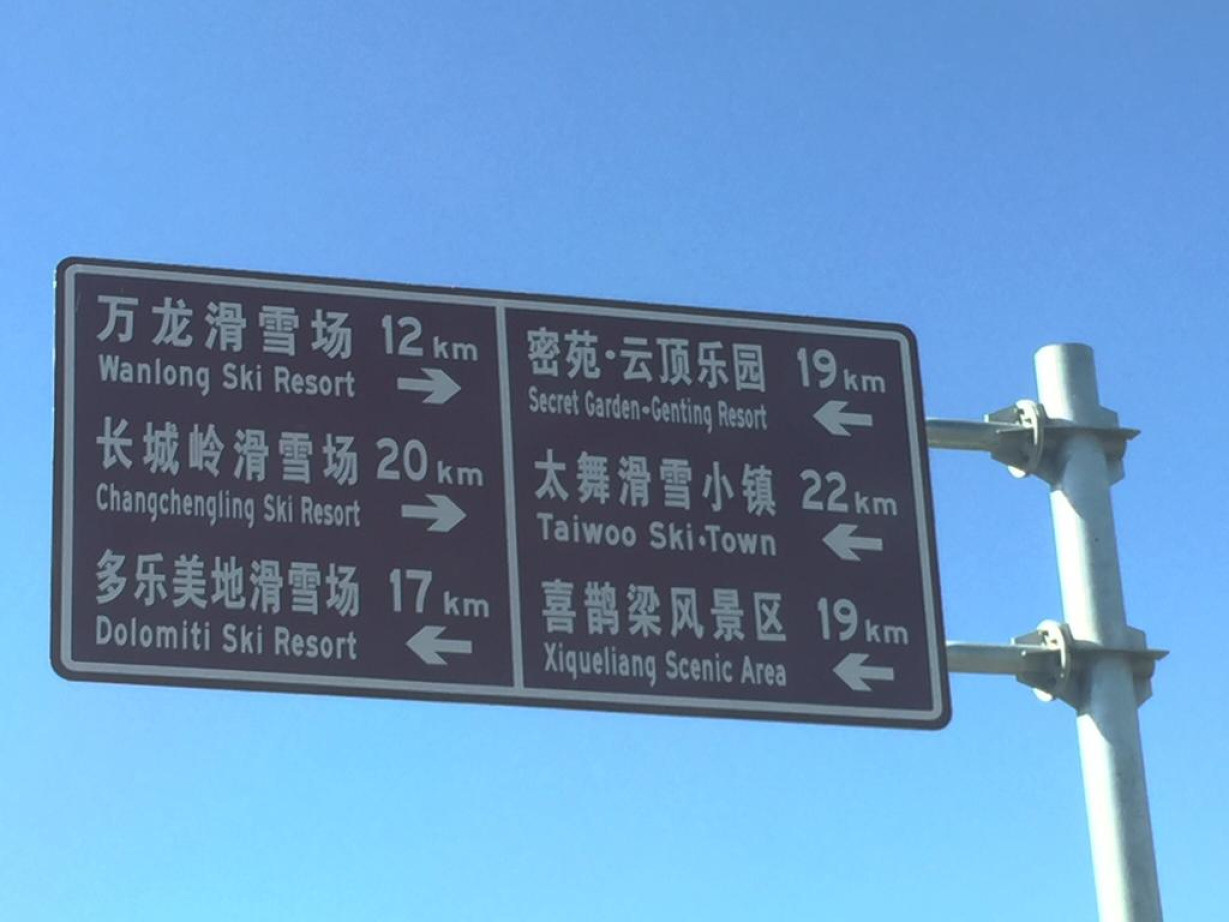 万龙滑雪场 12km
Wanlong Ski Resort →
长城岭滑雪场 20km
Changchengling Ski Resort →
多乐美地滑雪场 17km
Dolomiti Ski Resort ←
密苑·云顶乐园 19km
Secret Garden-Genting Resort ←
太舞滑雪小镇 22km
Taiwoo Ski·Town ←
喜鹊梁风景区 19km
Xiqueliang Scenic Area ←